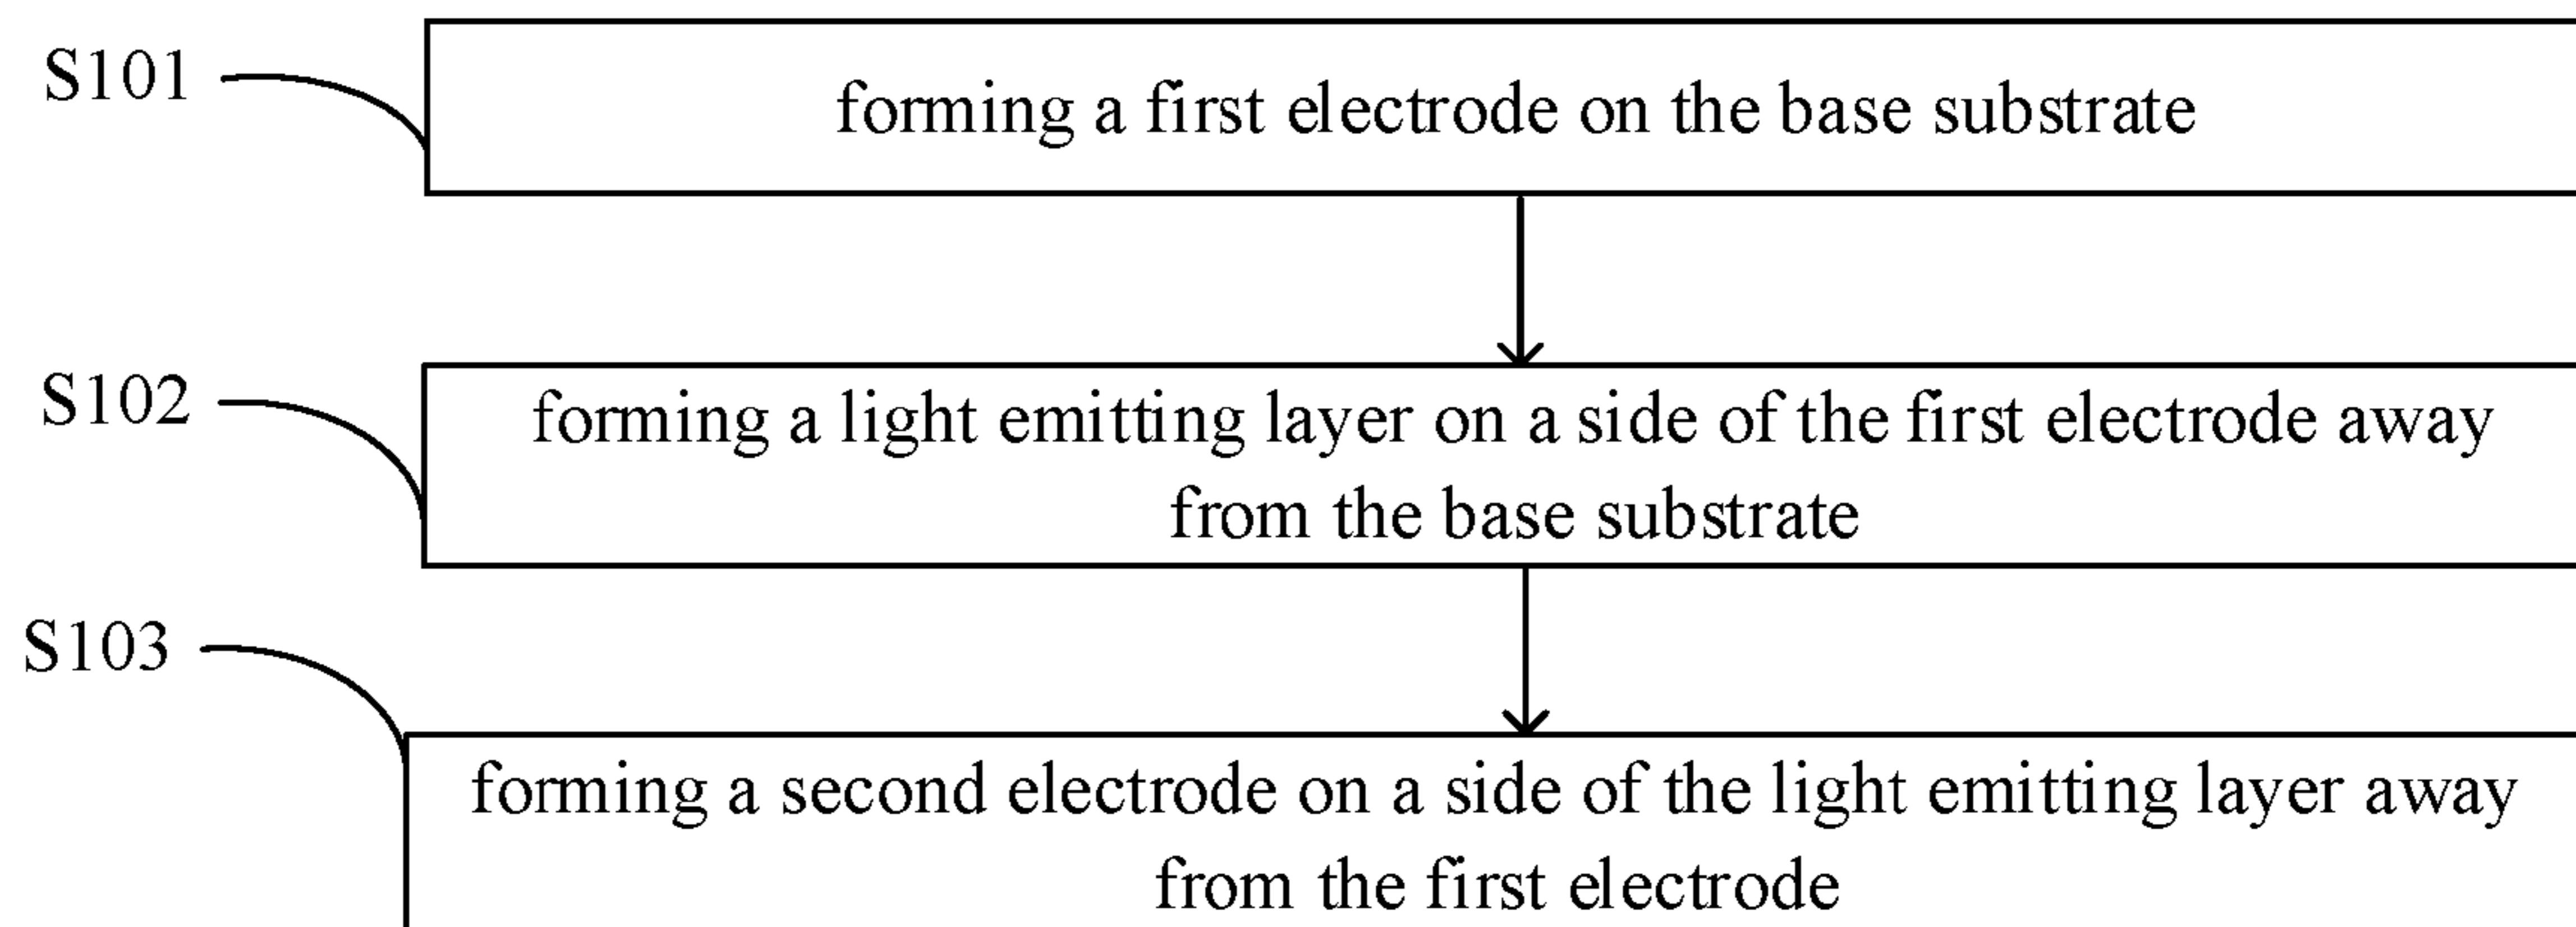 S101
forming a first electrode on the base substrate
S102
forming a light emitting layer on a side of the first electrode away
from the base substrate
S103
forming a second electrode on a side of the light emitting layer away
from the first electrode